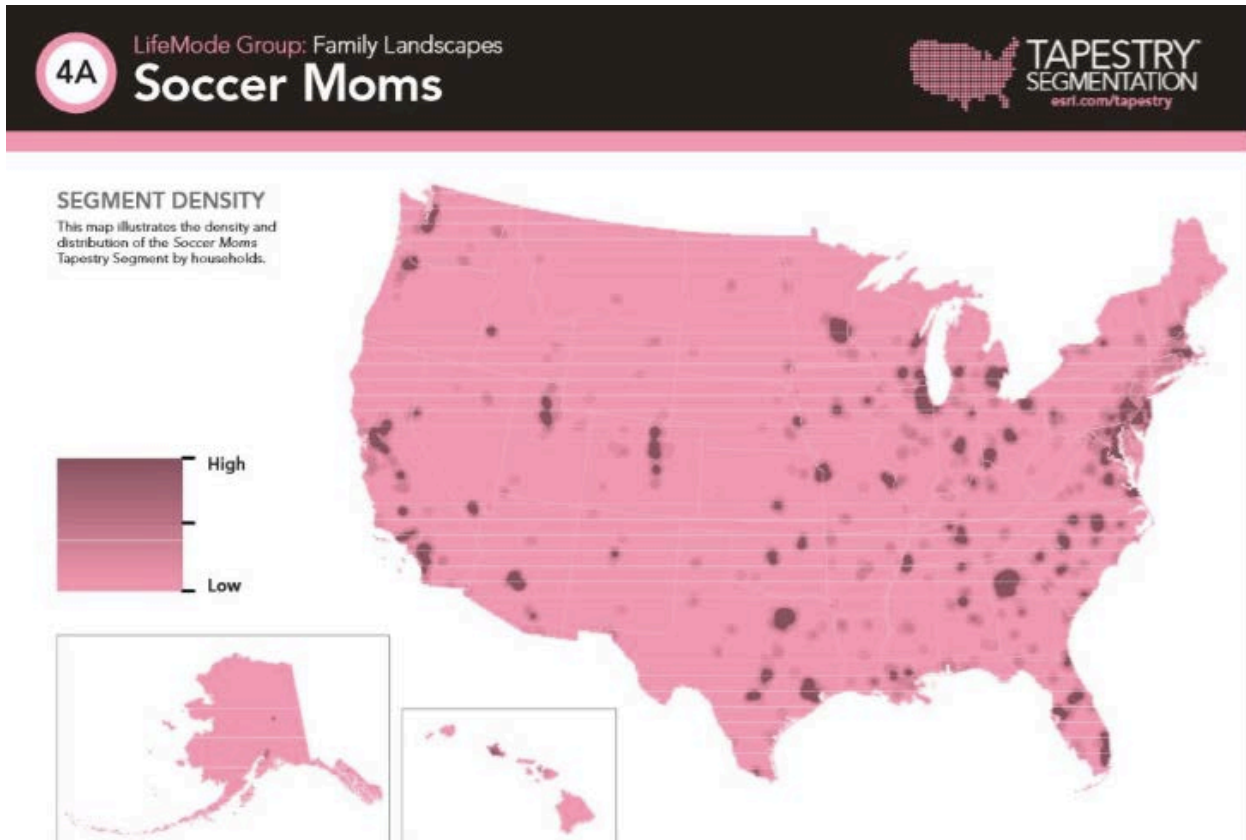 4A
LifeMode Group: Family Landscapes
Soccer Moms
TAPESTRY™
SEGMENTATION
esri.com/tapestry
SEGMENT DENSITY
This map illustrates the density and
distribution of the Soccer Moms
Tapestry Segment by households.
High
Low